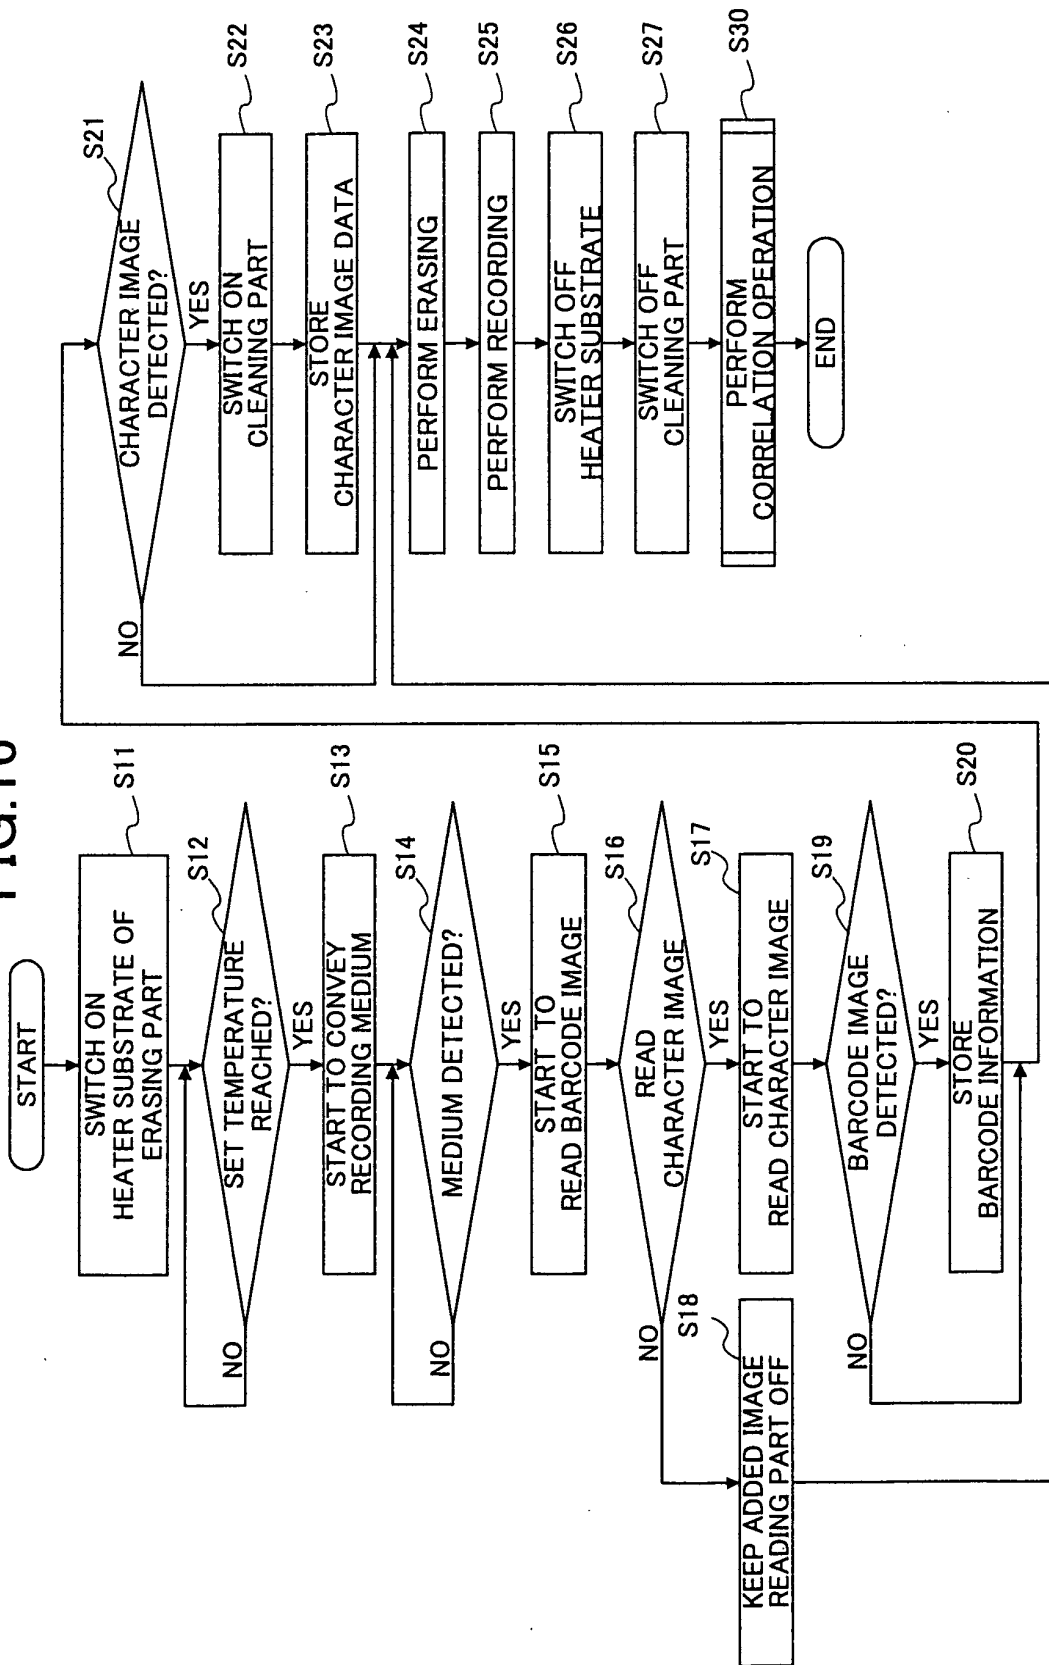 START
SWITCH ON
HEATER SUBSTRATE OF
ERASING PART
S11
SET TEMPERATURE
REACHED?
S12
NO
YES
START TO CONVEY
RECORDING MEDIUM
S13
MEDIUM DETECTED?
S14
NO
YES
START TO
READ BARCODE IMAGE
S15
READ
CHARACTER IMAGE
S16
NO
YES
START TO
READ CHARACTER IMAGE
S17
KEEP ADDED IMAGE
READING PART OFF
S18
BARCODE IMAGE
DETECTED?
S19
NO
YES
STORE
BARCODE INFORMATION
S20
CHARACTER IMAGE
DETECTED?
S21
NO
YES
SWITCH ON
CLEANING PART
S22
STORE
CHARACTER IMAGE DATA
S23
PERFORM ERASING
S24
PERFORM RECORDING
S25
SWITCH OFF
HEATER SUBSTRATE
S26
SWITCH OFF
CLEANING PART
S27
PERFORM
CORRELATION OPERATION
S30
END